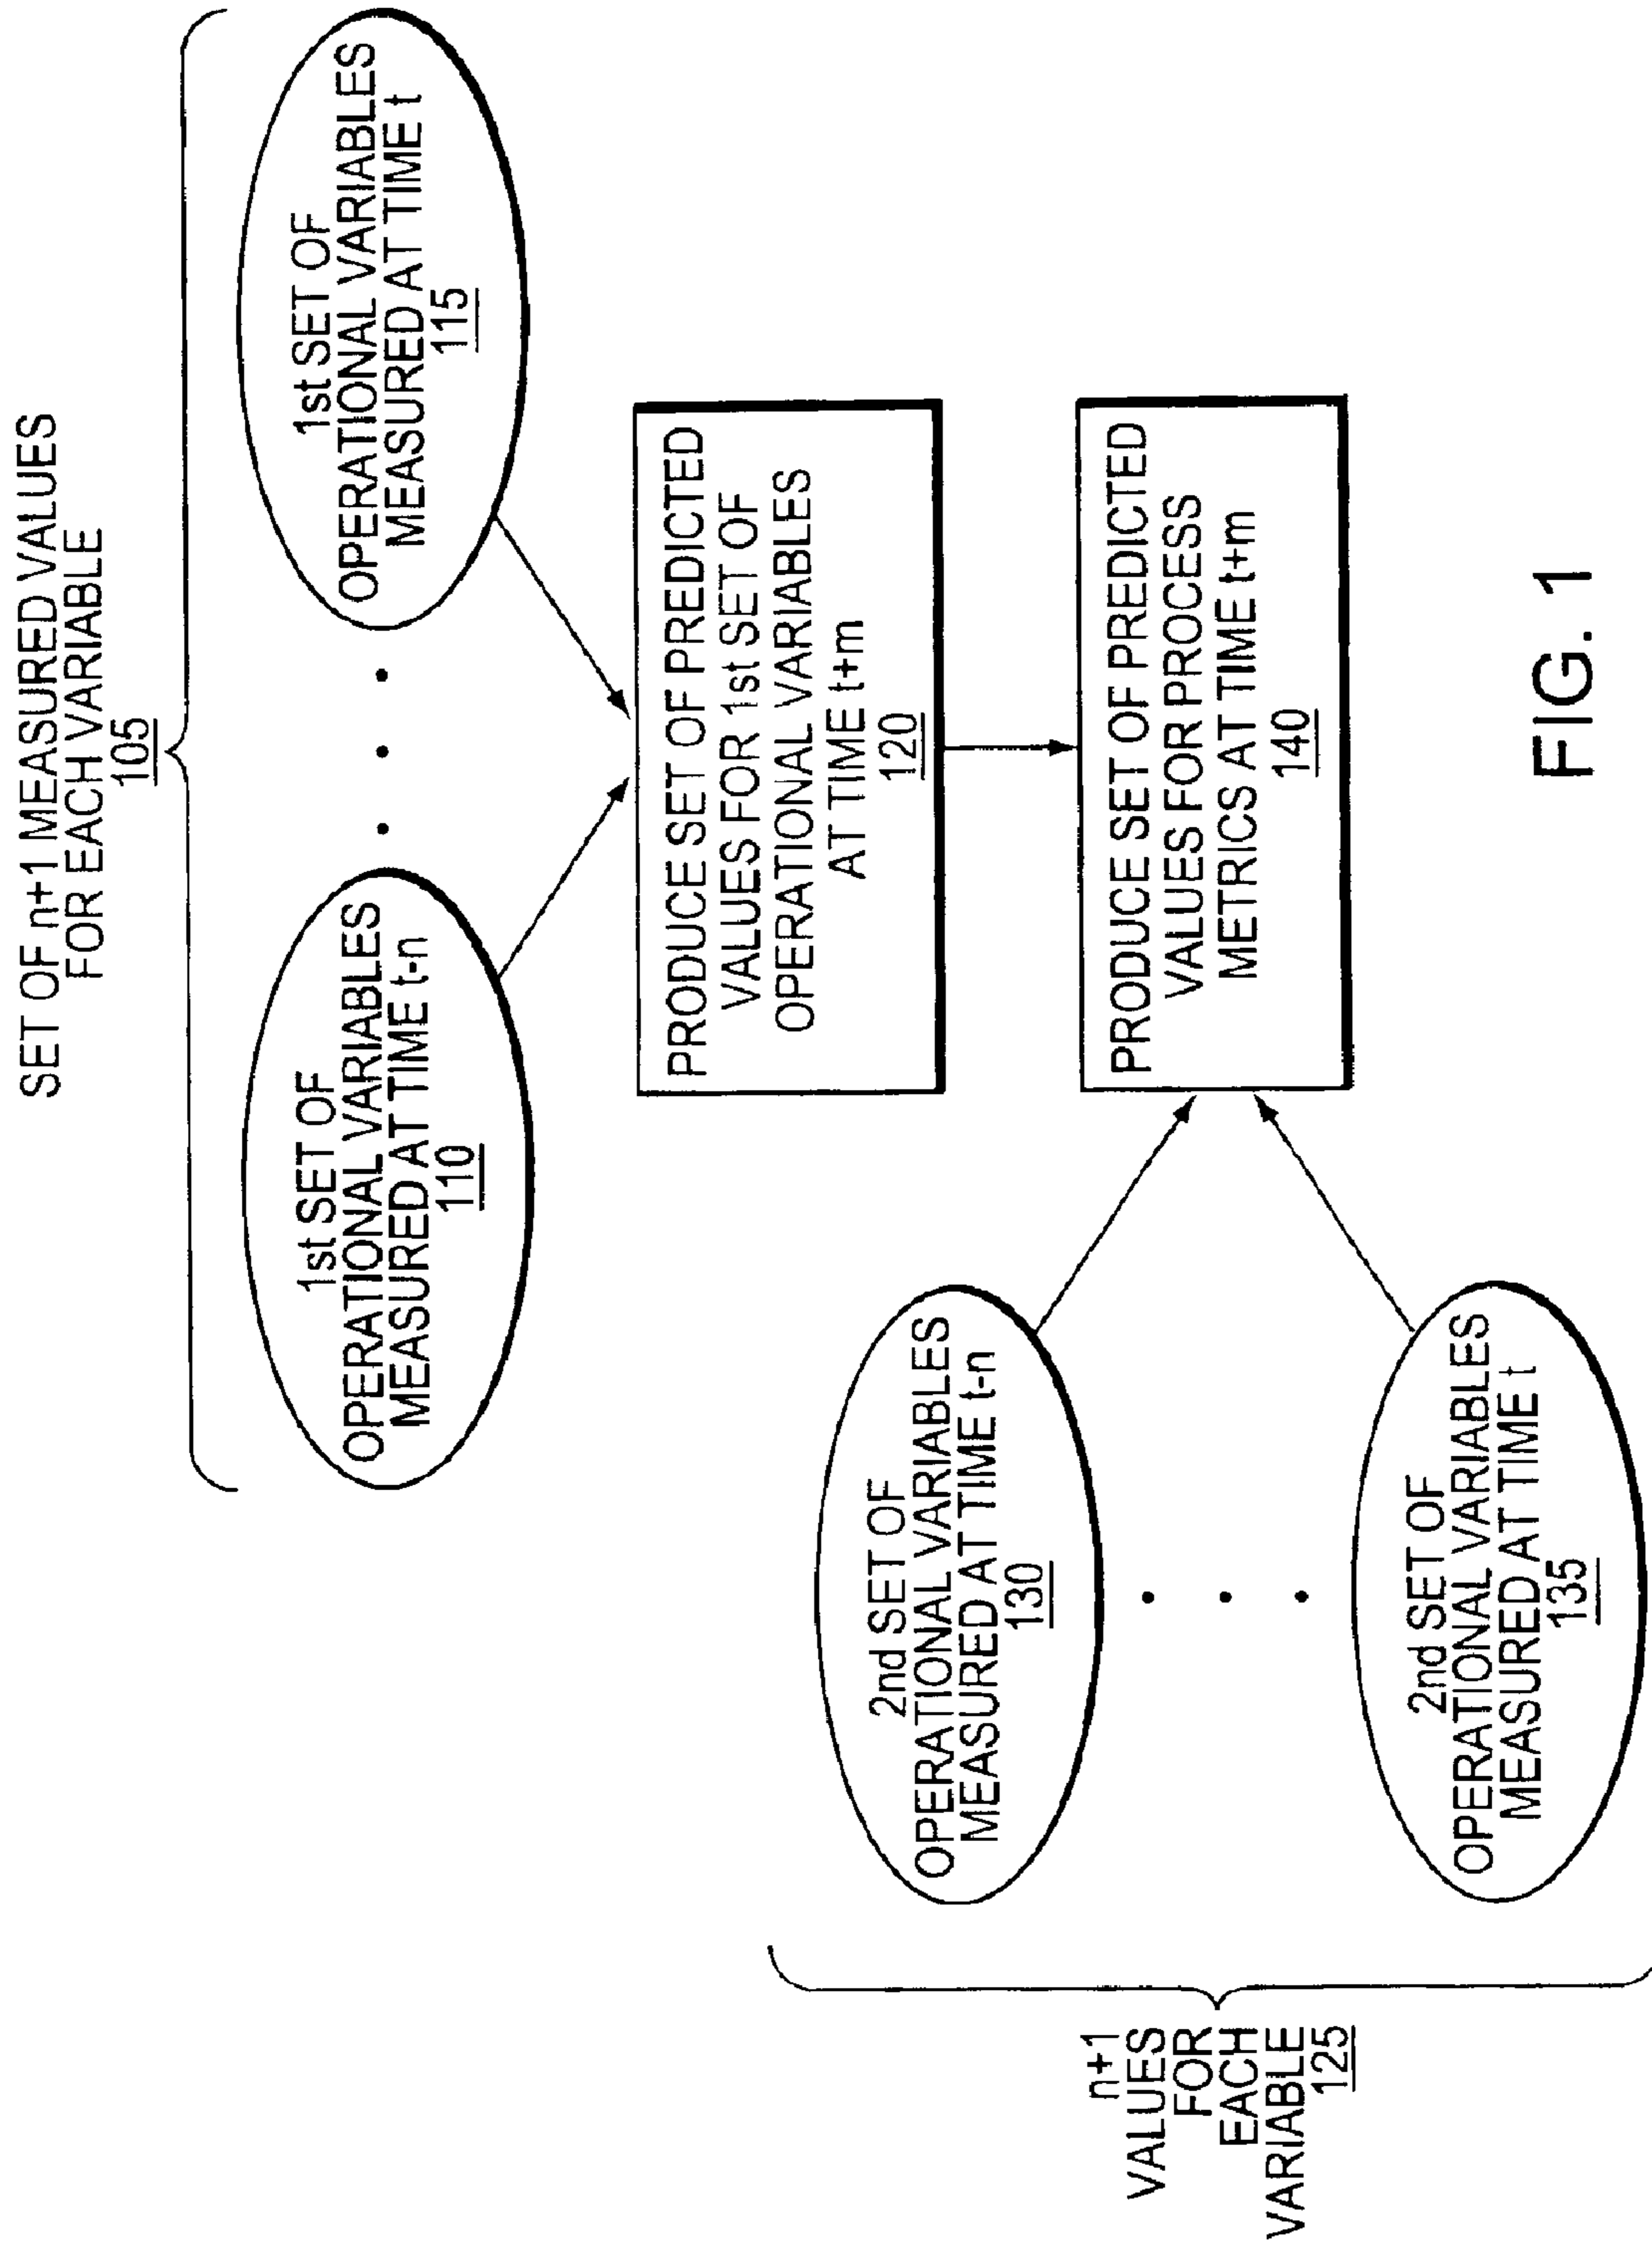 SET OF n+1 MEASURED VALUES
FOR EACH VARIABLE
105
1st SET OF
OPERATIONAL VARIABLES
MEASURED AT TIME t-n
110
1st SET OF
OPERATIONAL VARIABLES
MEASURED AT TIME t
115
PRODUCE SET OF PREDICTED
VALUES FOR 1st SET OF
OPERATIONAL VARIABLES
AT TIME t+m
120
n+1
VALUES
FOR
EACH
VARIABLE
125
2nd SET OF
OPERATIONAL VARIABLES
MEASURED AT TIME t-n
130
2nd SET OF
OPERATIONAL VARIABLES
MEASURED AT TIME t
135
PRODUCE SET OF PREDICTED
VALUES FOR PROCESS
METRICS AT TIME t+m
140
FIG. 1